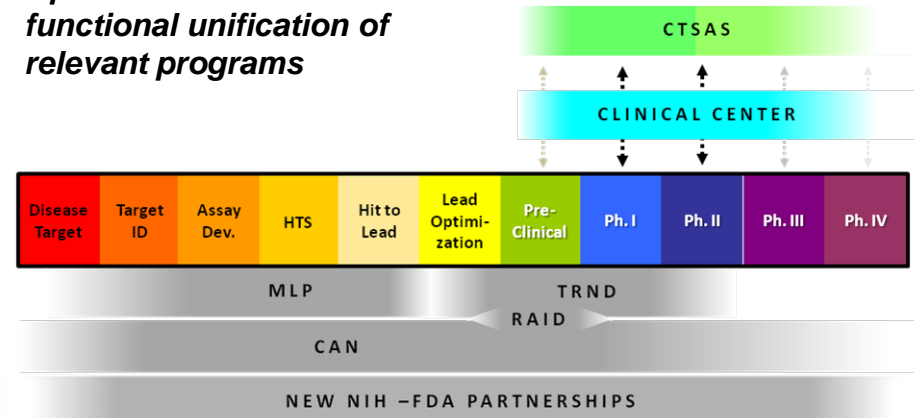 functional unification of
relevant programs
CTSAS
CLINICAL CENTER
Disease
Target
Target
ID
Assay
Dev.
HTS
Hit to
Lead
Lead
Optimi-
zation
Pre-
Clinical
Ph. I
Ph. II
Ph. III
Ph. IV
MLP
TRND
RAID
CAN
NEW NIH –FDA PARTNERSHIPS